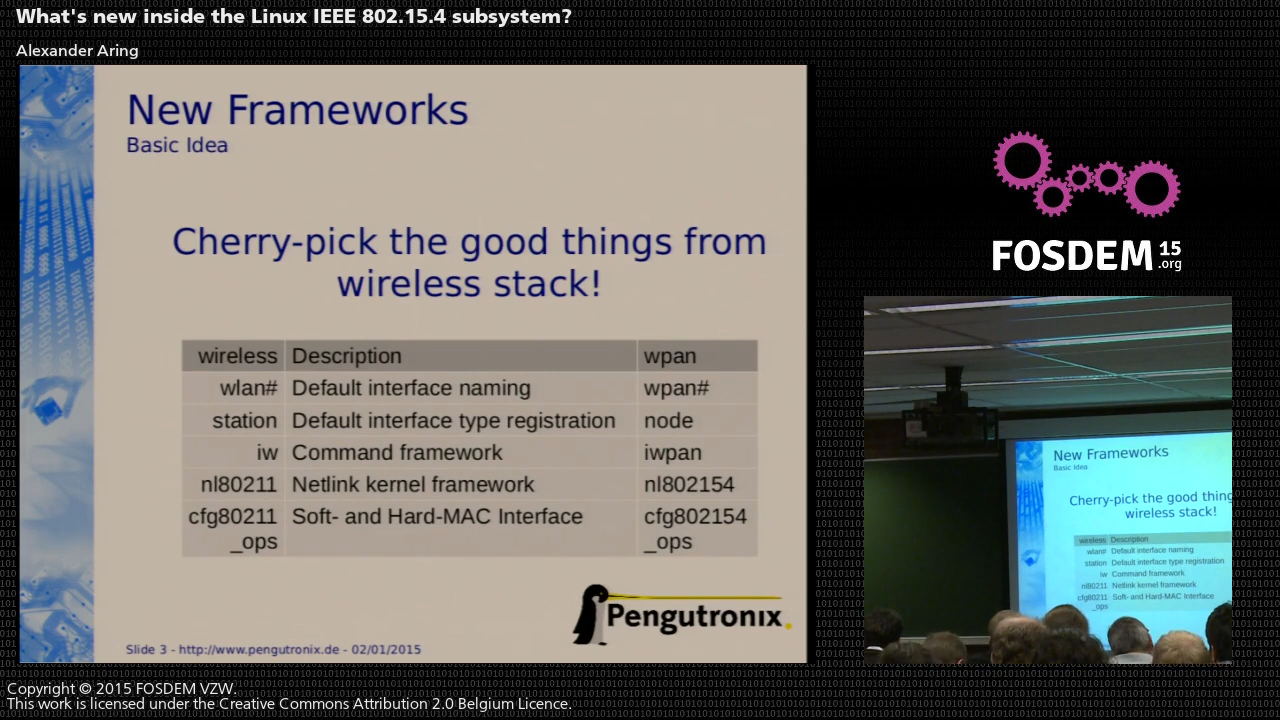 What's new inside the Linux IEEE 802.15.4 subsystem?
Alexander Aring
New Frameworks
Basic Idea
Cherry-pick the good things from
wireless stack!
wireless Description wpan
wlan# Default interface naming wpan#
station Default interface type registration node
iw Command framework iwpan
nl80211 Netlink kernel framework nl802154
cfg80211 Soft- and Hard-MAC Interface cfg802154
_ops _ops
Pengutronix.
Slide 3 - http://www.pengutronix.de - 02/01/2015
FOSDEM 15
.org
New Frameworks
Basic Idea
Cherry-pick the good thing
wireless stack!
wireless Description
wlan# Default interface naming
station Default interface type registration
iw Command framework
nl80211 Netlink kernel framework
cfg80211 Soft- and Hard-MAC Interface
_ops
Copyright © 2015 FOSDEM VZW.
This work is licensed under the Creative Commons Attribution 2.0 Belgium Licence.